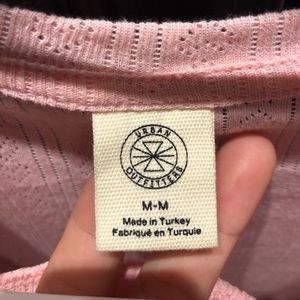 URBAN
OUTFITTERS
M-M
Made in Turkey
Fabriqué en Turquie